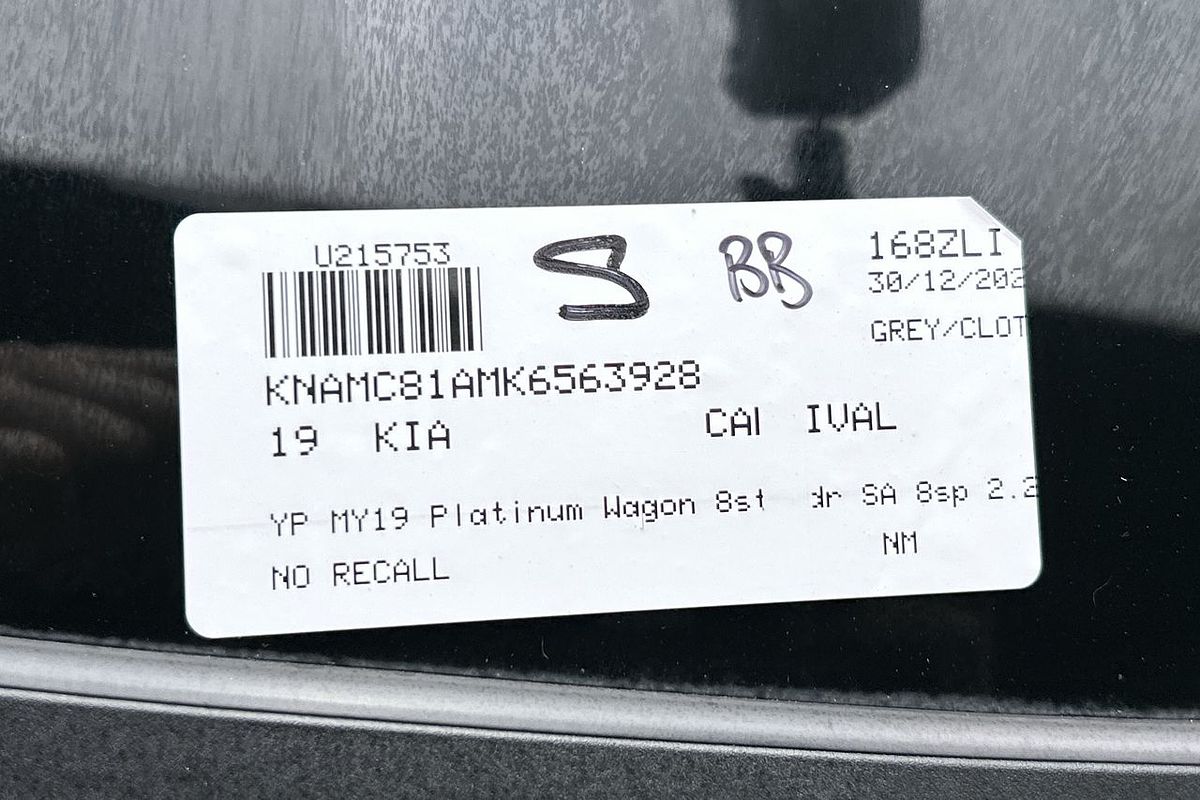 U215753
S BB
168ZLI
30/12/202
GREY/CLOT
KNAMC81AMK6563928
19 KIA CA IVAL
YP MY19 Platinum Wagon 8st dr SA 8sp 2.2
NM
NO RECALL